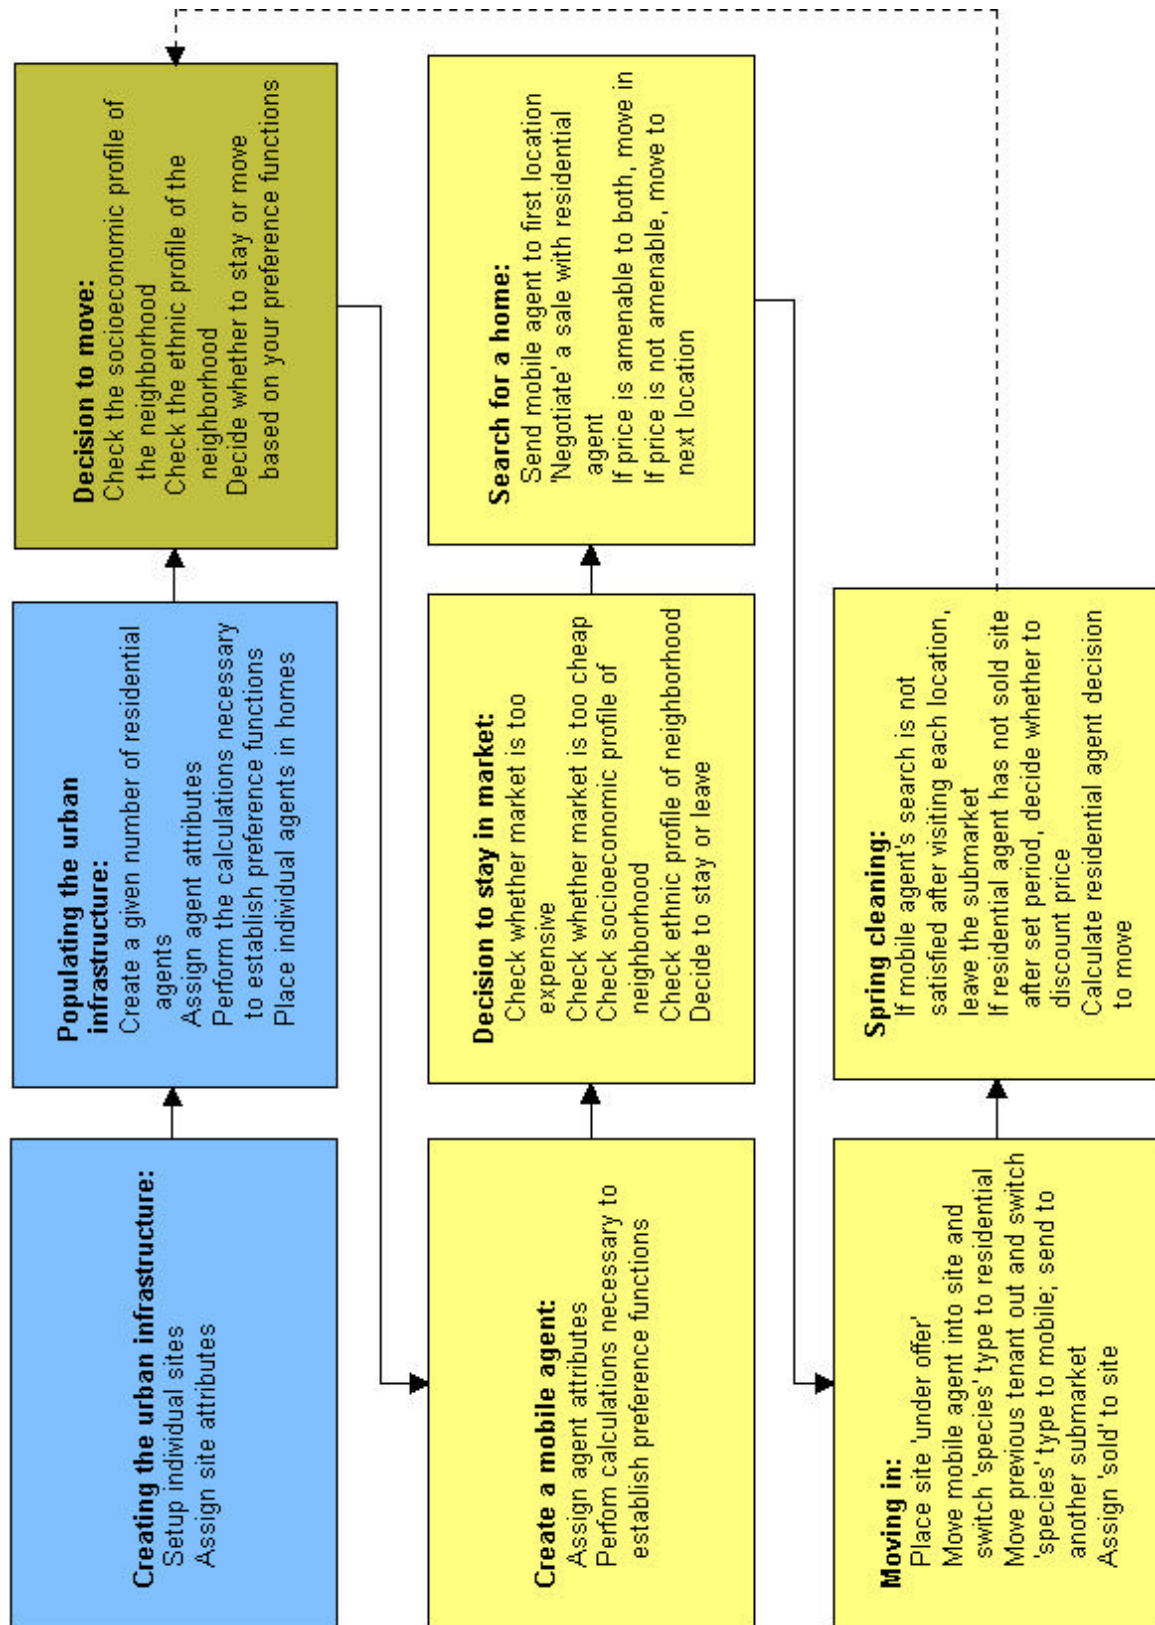 Creating the urban infrastructure:
Setup individual sites
Assign site attributes
Populating the urban
infrastructure:
Create a given number of residential
agents
Assign agent attributes
Perform the calculations necessary
to establish preference functions
Place individual agents in homes
Decision to move:
Check the socioeconomic profile of
the neighborhood
Check the ethnic profile of the
neighborhood
Decide whether to stay or move
based on your preference functions
Create a mobile agent:
Assign agent attributes
Perform calculations necessary to
establish preference functions
Decision to stay in market:
Check whether market is too
expensive
Check whether market is too cheap
Check socioeconomic profile of
neighborhood
Check ethnic profile of neighborhood
Decide to stay or leave
Search for a home:
Send mobile agent to first location
'Negotiate' a sale with residential
agent
If price is amenable to both, move in
If price is not amenable, move to
next location
Moving in:
Place site 'under offer'
Move mobile agent into site and
switch 'species' type to residential
Move previous tenant out and switch
'species' type to mobile; send to
another submarket
Assign 'sold' to site
Spring cleaning:
If mobile agent's search is not
satisfied after visiting each location,
leave the submarket
If residential agent has not sold site
after set period, decide whether to
discount price
Calculate residential agent decision
to move